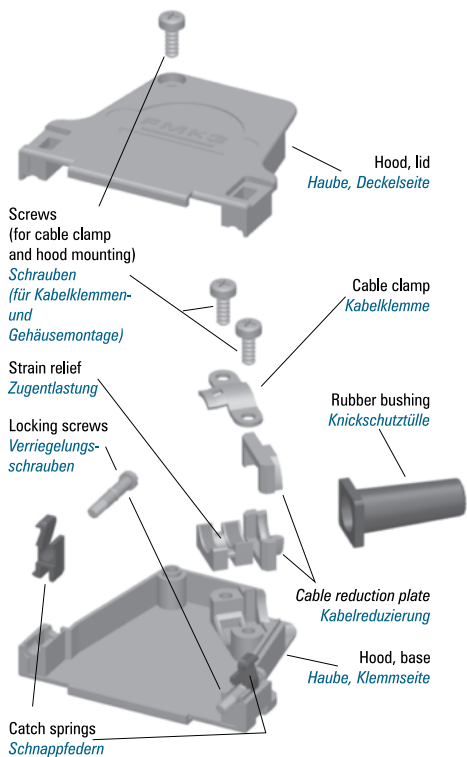 FMK3
Hood, lid
Haube, Deckelseite
Screws
(for cable clamp
and hood mounting)
Schrauben
(für Kabelklemmen-
und
Gehäusemontage)
Cable clamp
Kabelklemme
Strain relief
Zugentlastung
Rubber bushing
Knickschutztülle
Locking screws
Verriegelungs-
schrauben
Cable reduction plate
Kabelreduzierung
Hood, base
Haube, Klemmseite
Catch springs
Schnappfedern